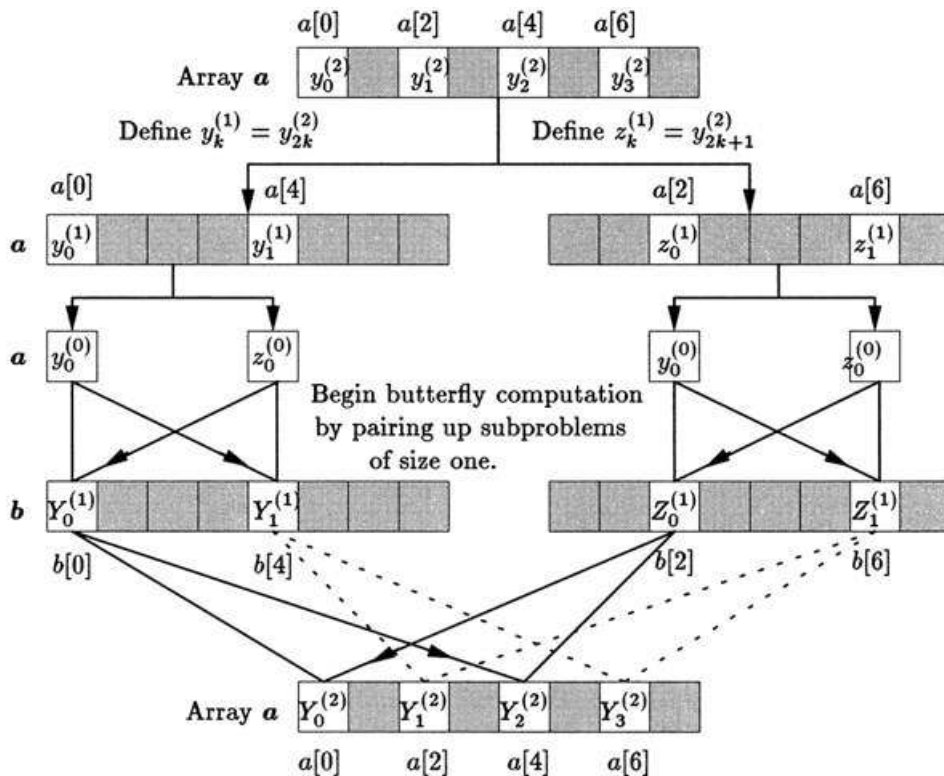 a[0] a[2] a[4] a[6]
Array a y₀⁽²⁾ y₁⁽²⁾ y₂⁽²⁾ y₃⁽²⁾
Define yₖ⁽¹⁾ = y₂ₖ⁽²⁾ Define zₖ⁽¹⁾ = y₂ₖ₊₁⁽²⁾
a[0] a[4] a[2] a[6]
a y₀⁽¹⁾ y₁⁽¹⁾ z₀⁽¹⁾ z₁⁽¹⁾
a y₀⁽⁰⁾ z₀⁽⁰⁾ y₀⁽⁰⁾ z₀⁽⁰⁾
Begin butterfly computation
by pairing up subproblems
of size one.
b Y₀⁽¹⁾ Y₁⁽¹⁾ Z₀⁽¹⁾ Z₁⁽¹⁾
b[0] b[4] b[2] b[6]
Array a Y₀⁽²⁾ Y₁⁽²⁾ Y₂⁽²⁾ Y₃⁽²⁾
a[0] a[2] a[4] a[6]